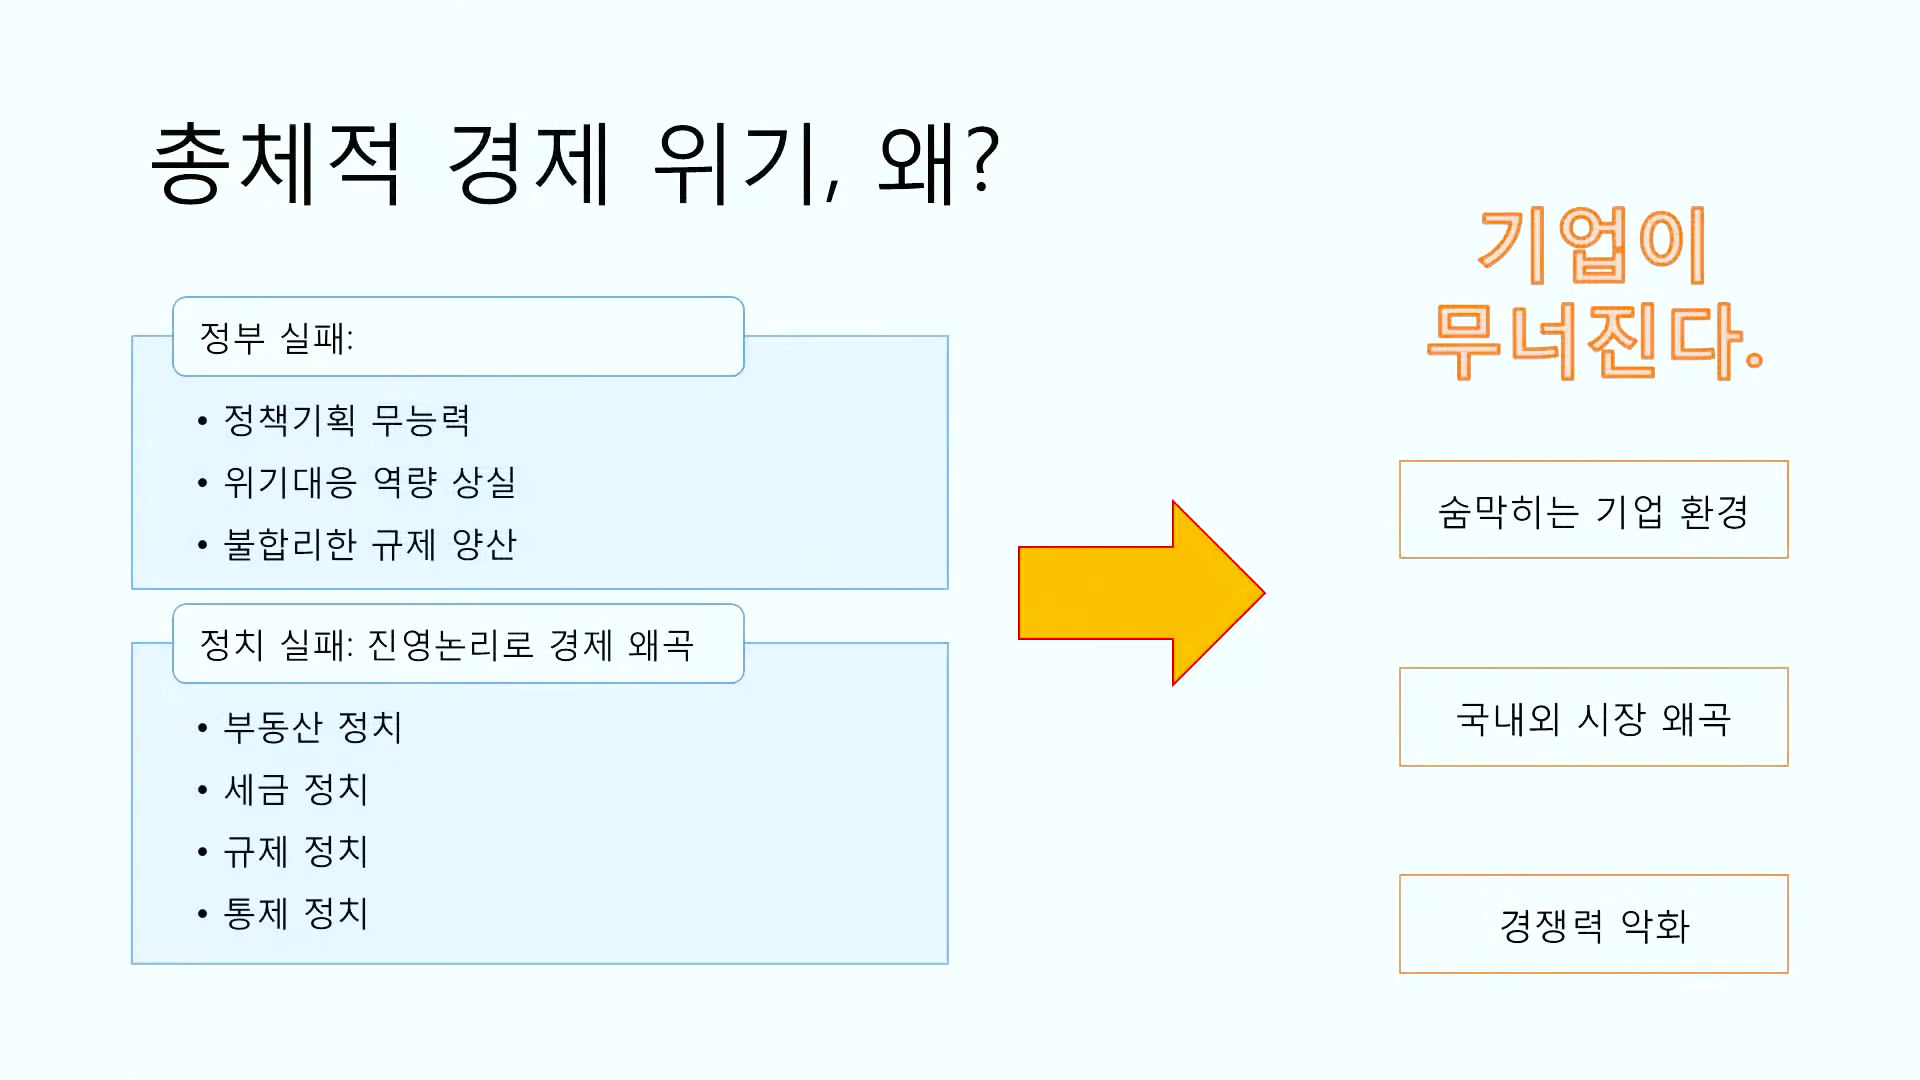 총체적 경제 위기, 왜?
정부 실패:
• 정책기획 무능력
• 위기대응 역량 상실
• 불합리한 규제 양산
정치 실패: 진영논리로 경제 왜곡
• 부동산 정치
• 세금 정치
• 규제 정치
• 통제 정치
기업이
무너진다.
숨막히는 기업 환경
국내외 시장 왜곡
경쟁력 악화